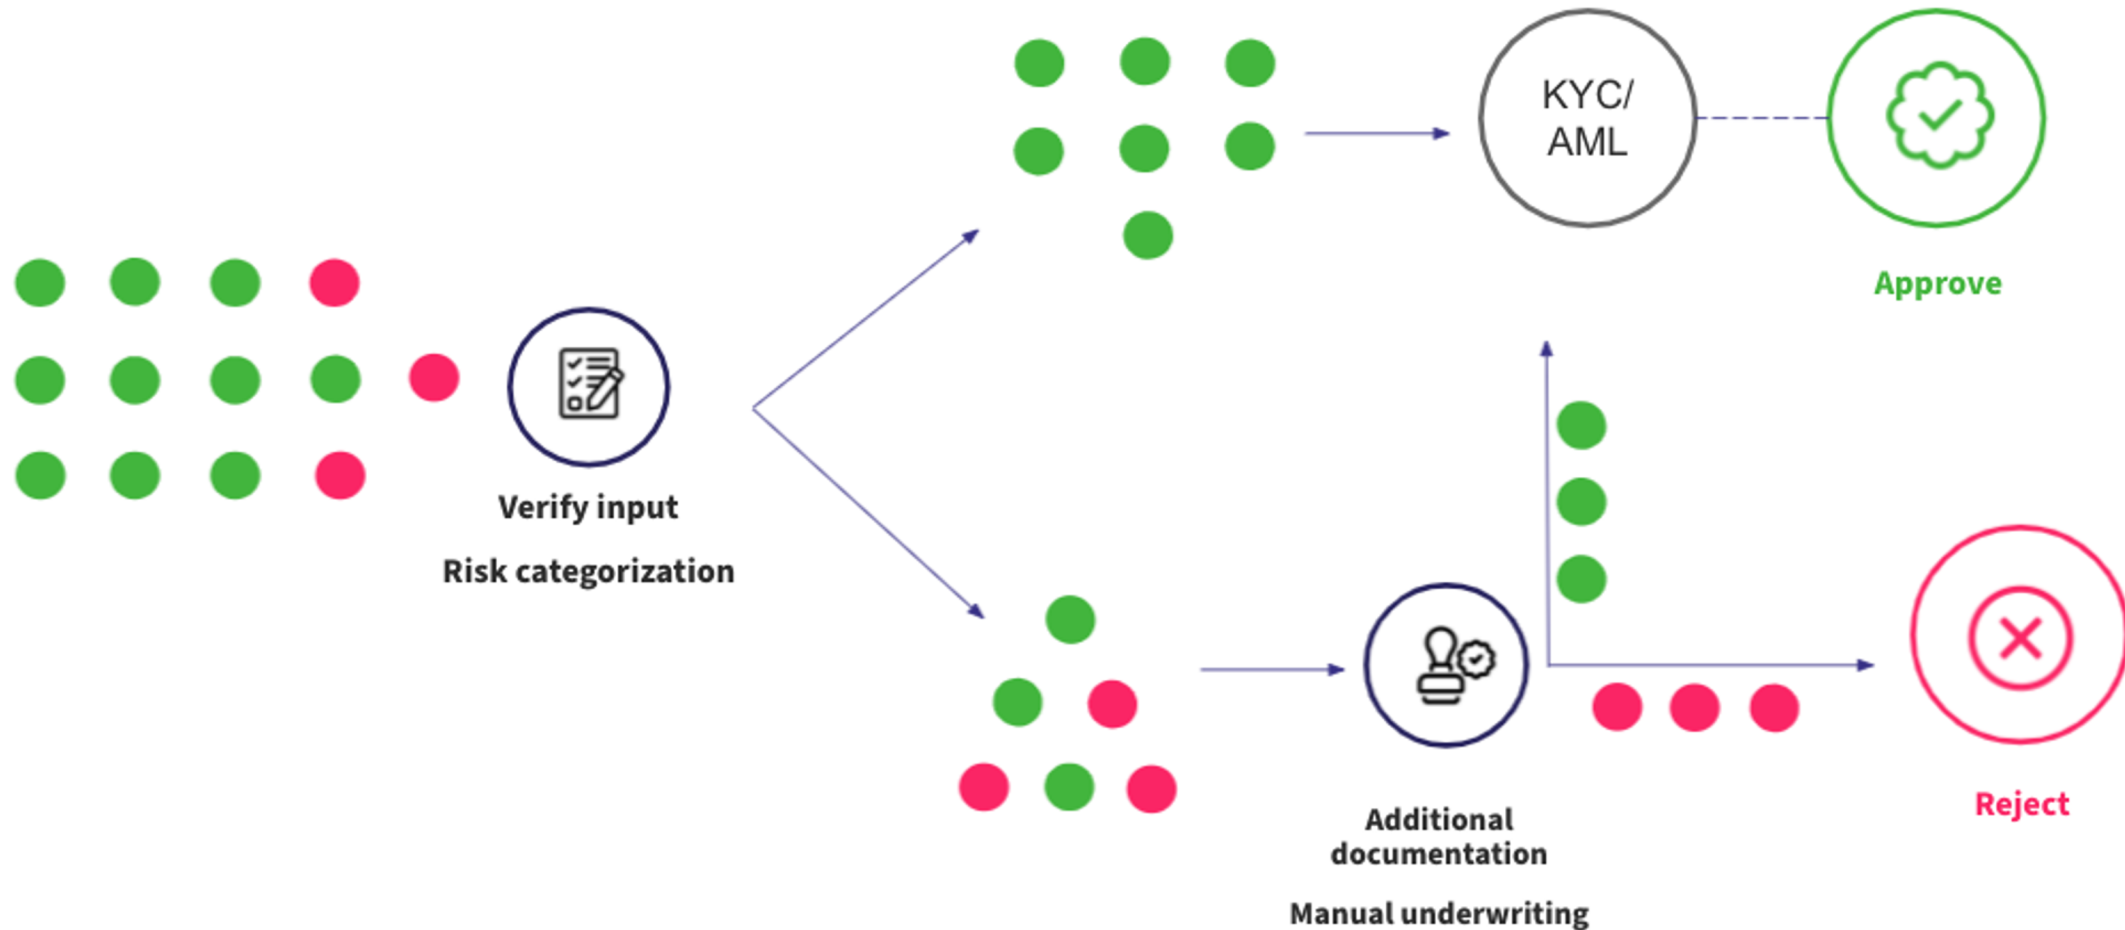 KYC/
AML
Approve
Verify input
Risk categorization
Additional
documentation
Manual underwriting
Reject